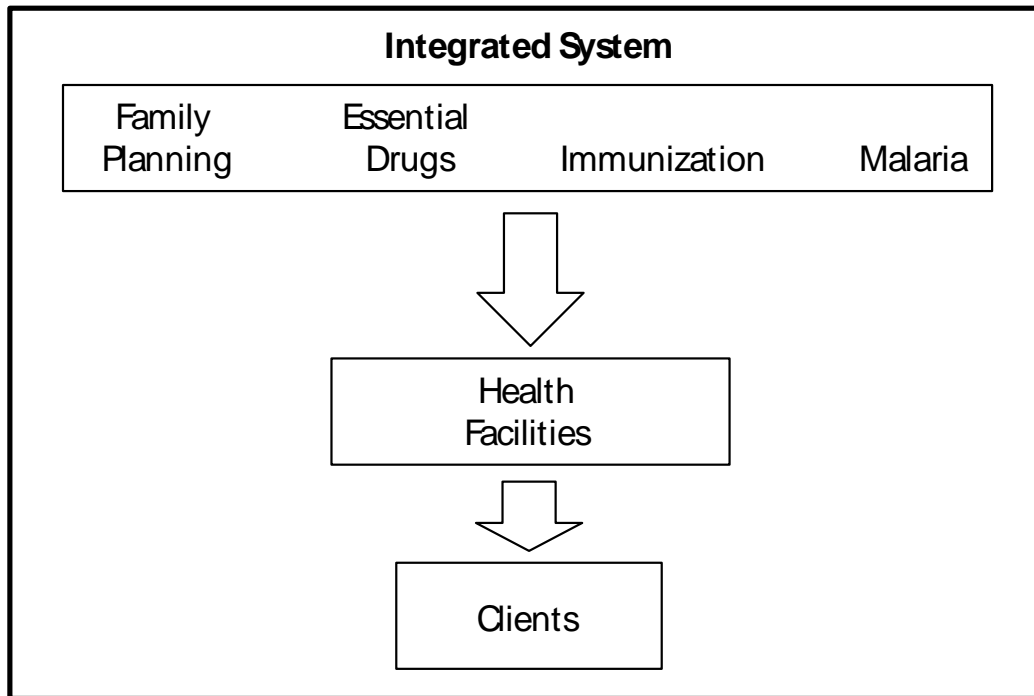 Integrated System
Family
Planning
Essential
Drugs
Immunization
Malaria
Health
Facilities
Clients